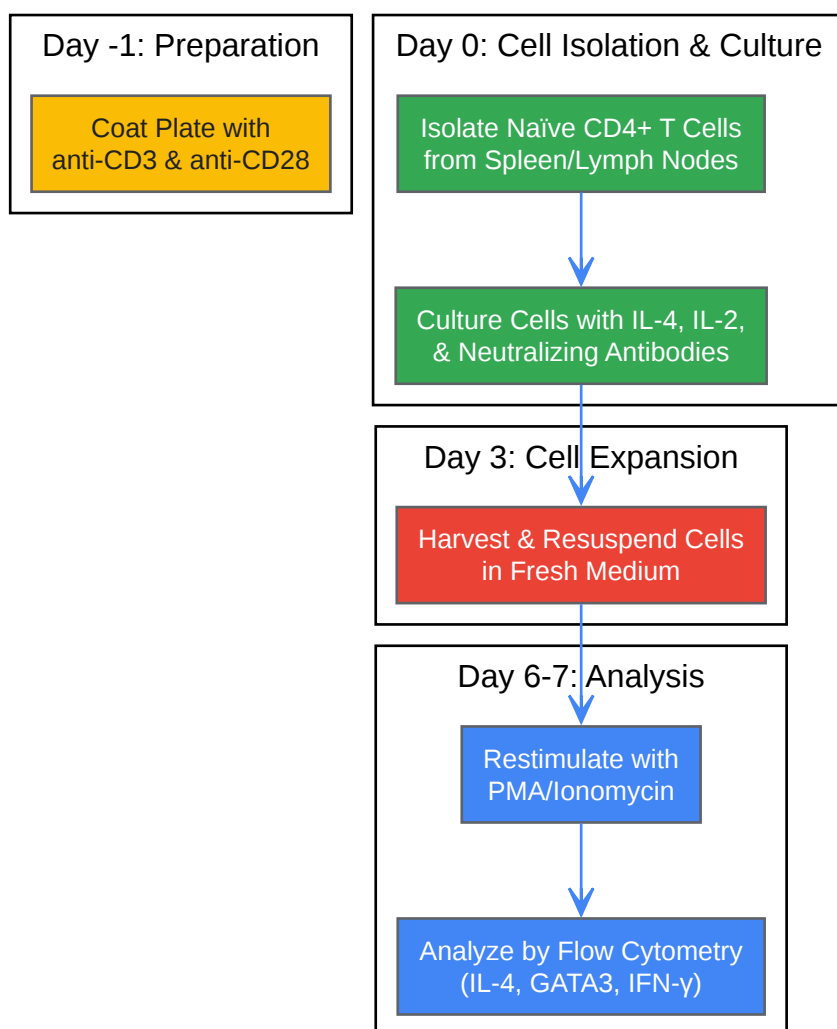 Day -1: Preparation
Coat Plate with
anti-CD3 & anti-CD28
Day 0: Cell Isolation & Culture
Isolate Naïve CD4+ T Cells
from Spleen/Lymph Nodes
Culture Cells with IL-4, IL-2,
& Neutralizing Antibodies
Day 3: Cell Expansion
Harvest & Resuspend Cells
in Fresh Medium
Day 6-7: Analysis
Restimulate with
PMA/Ionomycin
Analyze by Flow Cytometry
(IL-4, GATA3, IFN-γ)